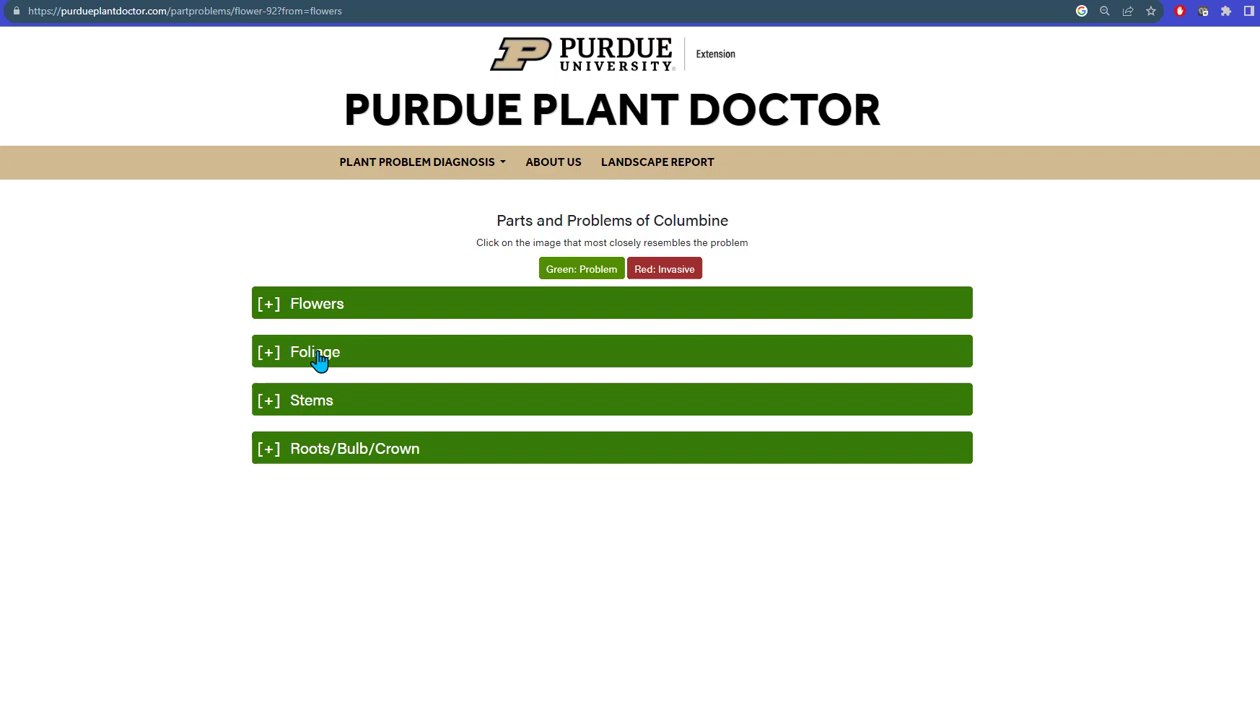 https://purdueplantdoctor.com/partproblems/flower-92?from=flowers
PURDUE UNIVERSITY® Extension
PURDUE PLANT DOCTOR
PLANT PROBLEM DIAGNOSIS ABOUT US LANDSCAPE REPORT
Parts and Problems of Columbine
Click on the image that most closely resembles the problem
Green: Problem Red: Invasive
[+] Flowers
[+] Foliage
[+] Stems
[+] Roots/Bulb/Crown